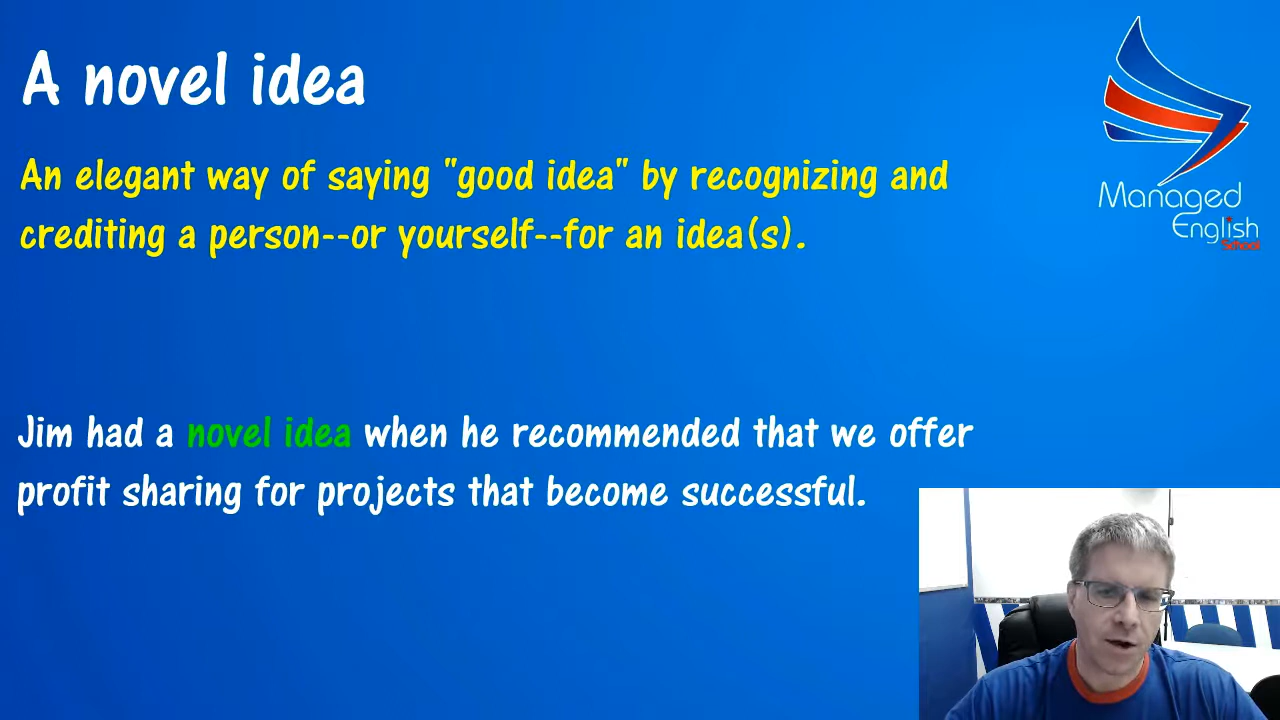 A novel idea
An elegant way of saying "good idea" by recognizing and
crediting a person--or yourself--for an idea(s).
Jim had a novel idea when he recommended that we offer
profit sharing for projects that become successful.
Managed
English
School